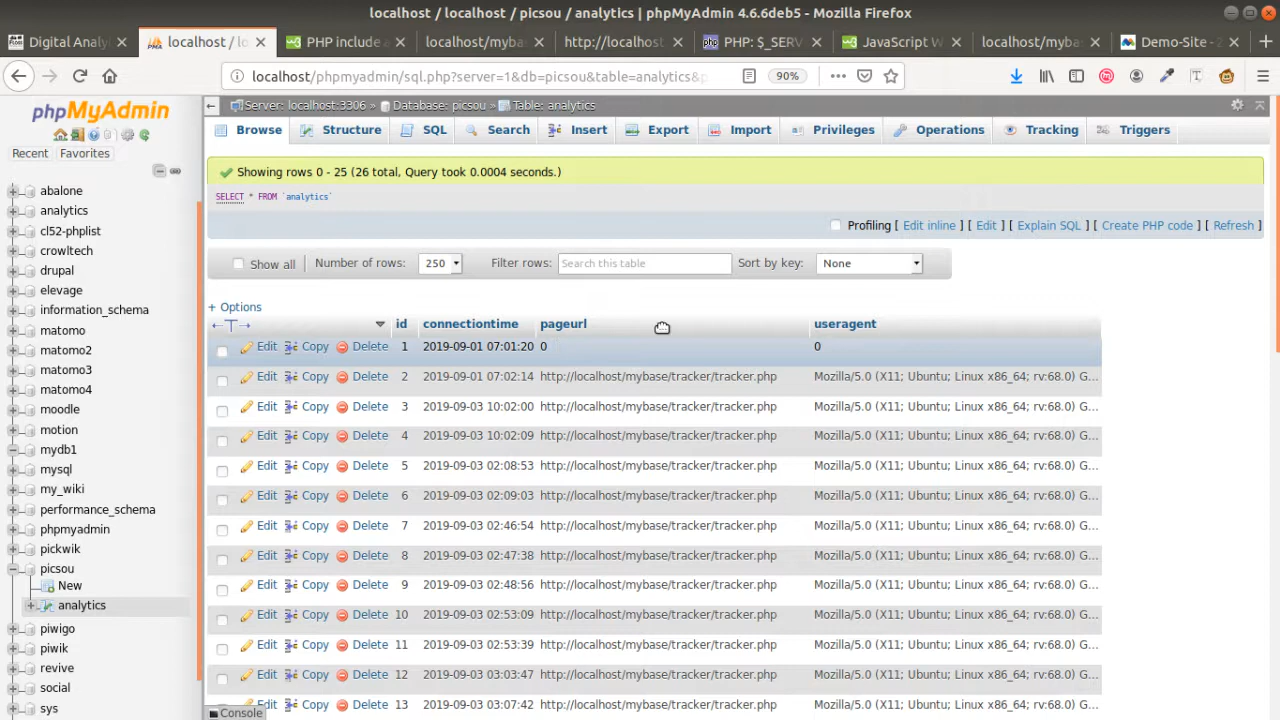 localhost / localhost / picsou / analytics | phpMyAdmin 4.6.6deb5 - Mozilla Firefox
Digital Analy
localhost / lo
PHP include a
localhost/myba
http://localhost
PHP: $_SERV
JavaScript W
localhost/myba
Demo-Site - 2
localhost/phpmyadmin/sql.php?server=1&db=picsou&table=analytics&p
90%
phpMyAdmin
Recent Favorites
abalone
analytics
cl52-phplist
crowltech
drupal
elevage
information_schema
matomo
matomo2
matomo3
matomo4
moodle
motion
mydb1
mysql
my_wiki
performance_schema
phpmyadmin
pickwik
picsou
New
analytics
piwigo
piwik
revive
social
sys
Server: localhost:3306 » Database: picsou » Table: analytics
Browse Structure SQL Search Insert Export Import Privileges Operations Tracking Triggers
Showing rows 0 - 25 (26 total, Query took 0.0004 seconds.)
SELECT * FROM `analytics`
Profiling [ Edit inline ] [ Edit ] [ Explain SQL ] [ Create PHP code ] [ Refresh ]
Show all Number of rows: 250 Filter rows: Search this table Sort by key: None
+ Options
id connectiontime pageurl useragent
Edit Copy Delete 1 2019-09-01 07:01:20 0 0
Edit Copy Delete 2 2019-09-01 07:02:14 http://localhost/mybase/tracker/tracker.php Mozilla/5.0 (X11; Ubuntu; Linux x86_64; rv:68.0) G...
Edit Copy Delete 3 2019-09-03 10:02:00 http://localhost/mybase/tracker/tracker.php Mozilla/5.0 (X11; Ubuntu; Linux x86_64; rv:68.0) G...
Edit Copy Delete 4 2019-09-03 10:02:09 http://localhost/mybase/tracker/tracker.php Mozilla/5.0 (X11; Ubuntu; Linux x86_64; rv:68.0) G...
Edit Copy Delete 5 2019-09-03 02:08:53 http://localhost/mybase/tracker/tracker.php Mozilla/5.0 (X11; Ubuntu; Linux x86_64; rv:68.0) G...
Edit Copy Delete 6 2019-09-03 02:09:03 http://localhost/mybase/tracker/tracker.php Mozilla/5.0 (X11; Ubuntu; Linux x86_64; rv:68.0) G...
Edit Copy Delete 7 2019-09-03 02:46:54 http://localhost/mybase/tracker/tracker.php Mozilla/5.0 (X11; Ubuntu; Linux x86_64; rv:68.0) G...
Edit Copy Delete 8 2019-09-03 02:47:38 http://localhost/mybase/tracker/tracker.php Mozilla/5.0 (X11; Ubuntu; Linux x86_64; rv:68.0) G...
Edit Copy Delete 9 2019-09-03 02:48:56 http://localhost/mybase/tracker/tracker.php Mozilla/5.0 (X11; Ubuntu; Linux x86_64; rv:68.0) G...
Edit Copy Delete 10 2019-09-03 02:53:09 http://localhost/mybase/tracker/tracker.php Mozilla/5.0 (X11; Ubuntu; Linux x86_64; rv:68.0) G...
Edit Copy Delete 11 2019-09-03 02:53:39 http://localhost/mybase/tracker/tracker.php Mozilla/5.0 (X11; Ubuntu; Linux x86_64; rv:68.0) G...
Edit Copy Delete 12 2019-09-03 03:03:47 http://localhost/mybase/tracker/tracker.php Mozilla/5.0 (X11; Ubuntu; Linux x86_64; rv:68.0) G...
Edit Copy Delete 13 2019-09-03 03:07:42 http://localhost/mybase/tracker/tracker.php Mozilla/5.0 (X11; Ubuntu; Linux x86_64; rv:68.0) G...
Console